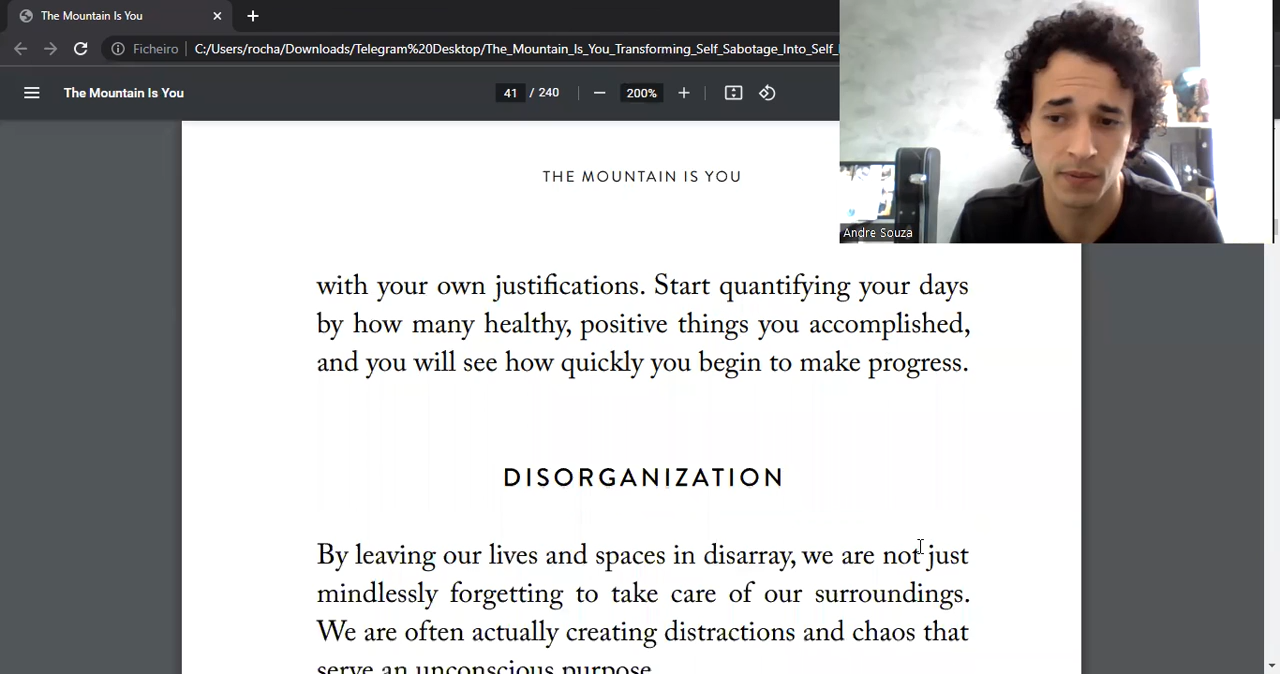 The Mountain Is You
Ficheiro
C:/Users/rocha/Downloads/Telegram%20Desktop/The_Mountain_Is_You_Transforming_Self_Sabotage_Into_Self_
The Mountain Is You
41 / 240
200%
Andre Souza
THE MOUNTAIN IS YOU
with your own justifications. Start quantifying your days
by how many healthy, positive things you accomplished,
and you will see how quickly you begin to make progress.
DISORGANIZATION
By leaving our lives and spaces in disarray, we are not just
mindlessly forgetting to take care of our surroundings.
We are often actually creating distractions and chaos that
serve an unconscious purpose.